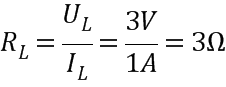 R_L = U_L / I_L = 3V / 1A = 3Ω